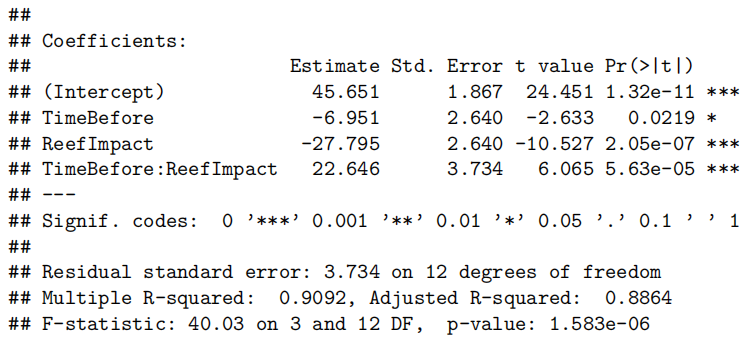 ##
## Coefficients:
##                       Estimate Std. Error t value Pr(>|t|)
## (Intercept)             45.651      1.867  24.451 1.32e-11 ***
## TimeBefore              -6.951      2.640  -2.633   0.0219 *
## ReefImpact             -27.795      2.640 -10.527 2.05e-07 ***
## TimeBefore:ReefImpact   22.646      3.734   6.065 5.63e-05 ***
## ---
## Signif. codes:  0 '***' 0.001 '**' 0.01 '*' 0.05 '.' 0.1 ' ' 1
##
## Residual standard error: 3.734 on 12 degrees of freedom
## Multiple R-squared:  0.9092, Adjusted R-squared:  0.8864
## F-statistic: 40.03 on 3 and 12 DF,  p-value: 1.583e-06